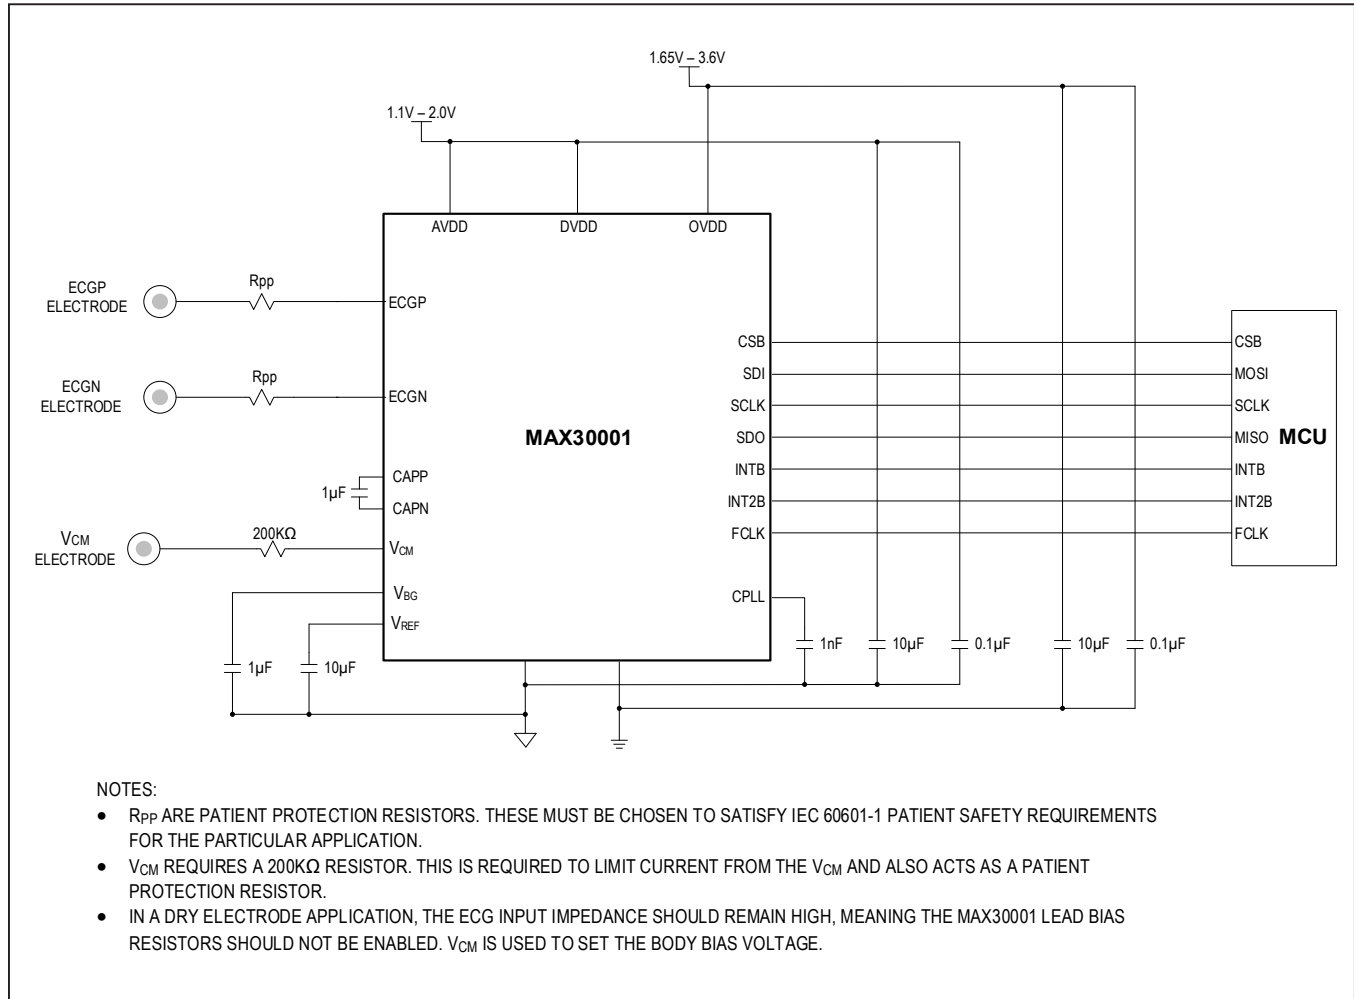 1.65V – 3.6V
1.1V – 2.0V
AVDD
DVDD
OVDD
ECGP
ELECTRODE
Rpp
ECGP
ECGN
ELECTRODE
Rpp
ECGN
MAX30001
CAPP
1µF
CAPN
VCM
ELECTRODE
200KΩ
VCM
VBG
VREF
1µF
10µF
CSB
SDI
SCLK
SDO
INTB
INT2B
FCLK
CPLL
CSB
MOSI
SCLK
MISO
MCU
INTB
INT2B
FCLK
1nF
10µF
0.1µF
10µF
0.1µF
NOTES:
● RPP ARE PATIENT PROTECTION RESISTORS. THESE MUST BE CHOSEN TO SATISFY IEC 60601-1 PATIENT SAFETY REQUIREMENTS
FOR THE PARTICULAR APPLICATION.
● VCM REQUIRES A 200KΩ RESISTOR. THIS IS REQUIRED TO LIMIT CURRENT FROM THE VCM AND ALSO ACTS AS A PATIENT
PROTECTION RESISTOR.
● IN A DRY ELECTRODE APPLICATION, THE ECG INPUT IMPEDANCE SHOULD REMAIN HIGH, MEANING THE MAX30001 LEAD BIAS
RESISTORS SHOULD NOT BE ENABLED. VCM IS USED TO SET THE BODY BIAS VOLTAGE.